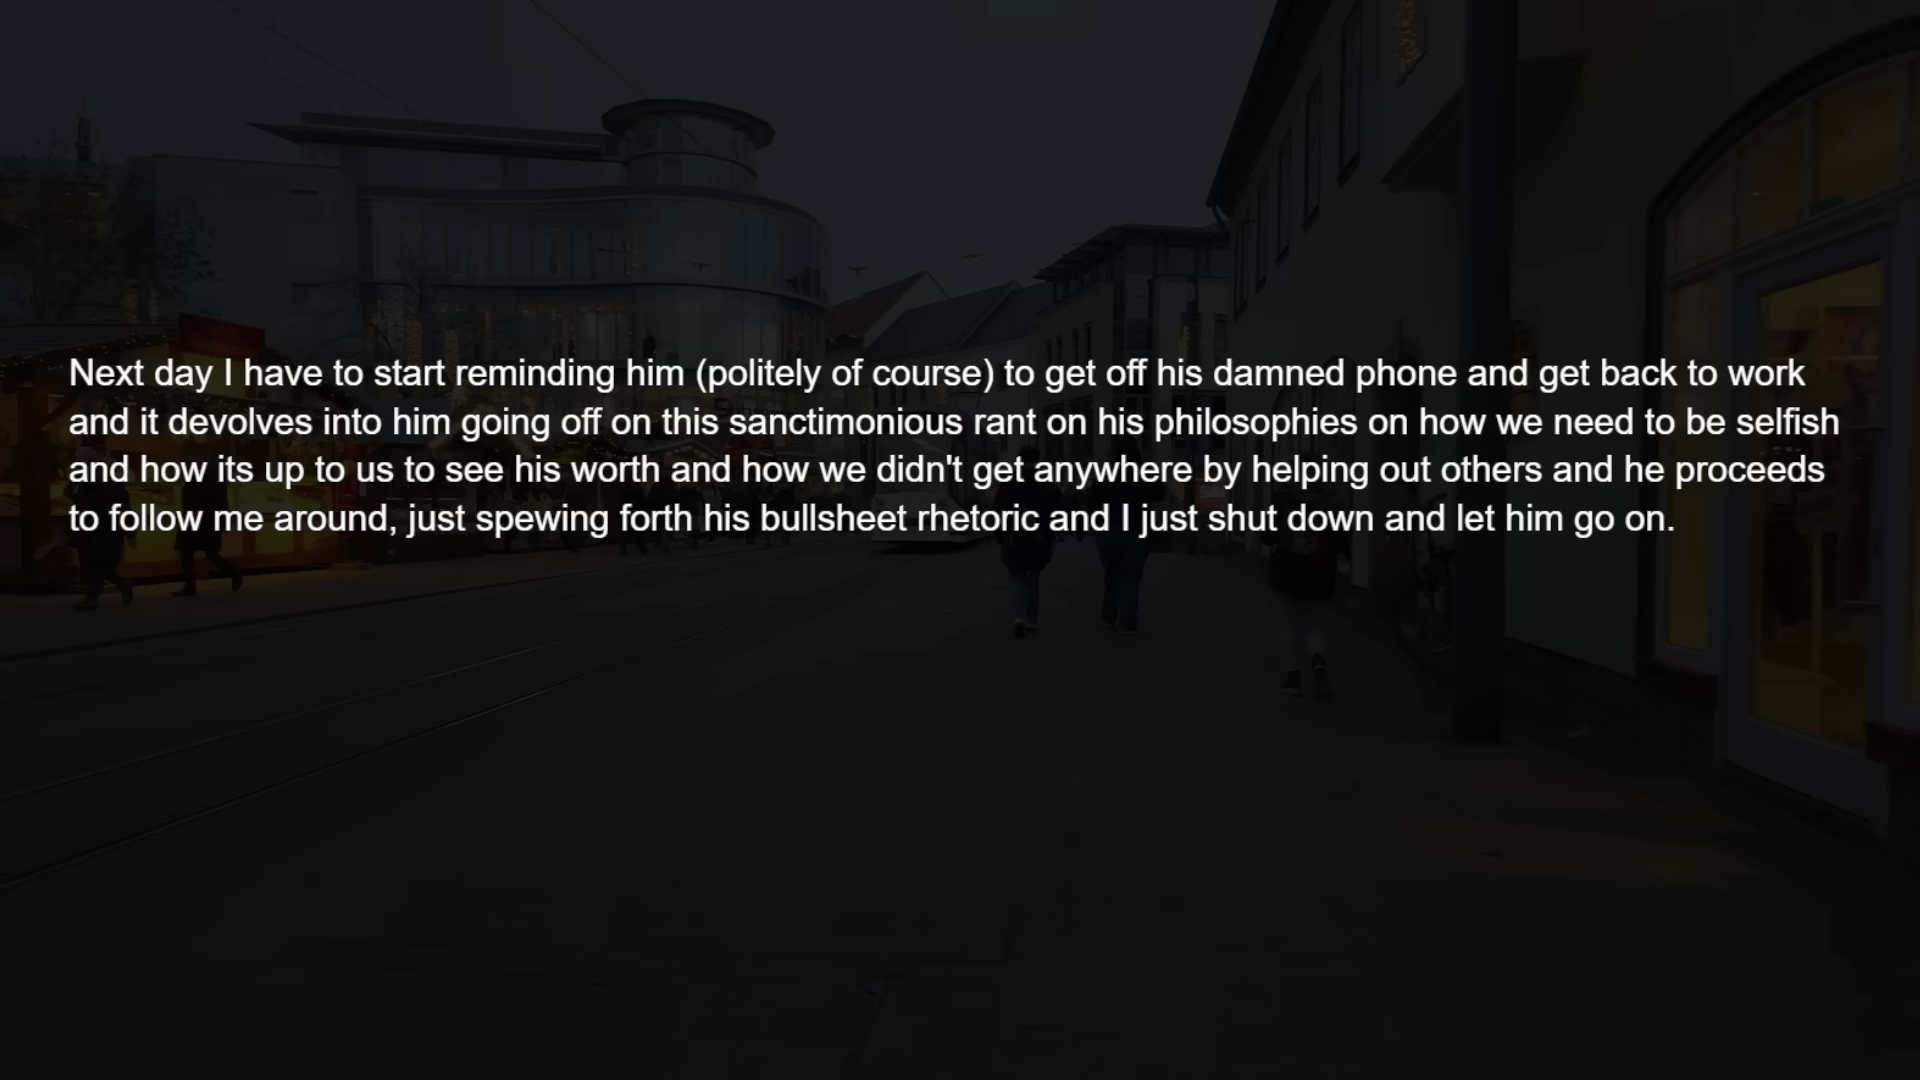 Next day I have to start reminding him (politely of course) to get off his damned phone and get back to work
and it devolves into him going off on this sanctimonious rant on his philosophies on how we need to be selfish
and how its up to us to see his worth and how we didn't get anywhere by helping out others and he proceeds
to follow me around, just spewing forth his bullsheet rhetoric and I just shut down and let him go on.